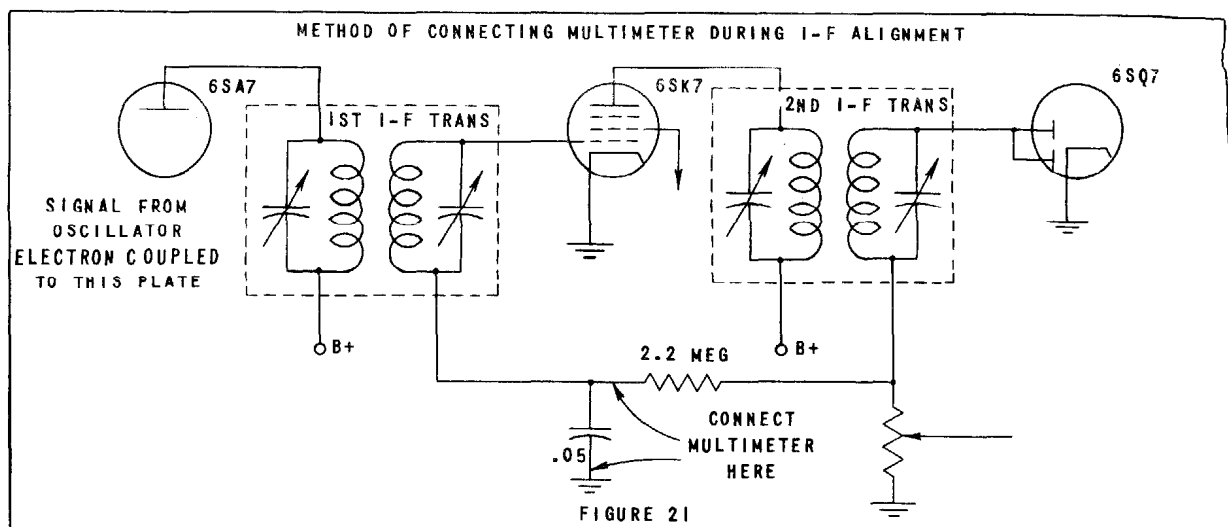 METHOD OF CONNECTING MULTIMETER DURING I-F ALIGNMENT
6SA7
6SK7
6SQ7
1ST I-F TRANS
2ND I-F TRANS
SIGNAL FROM
OSCILLATOR
ELECTRON COUPLED
TO THIS PLATE
B+
B+
2.2 MEG
CONNECT
MULTIMETER
HERE
.05
FIGURE 21